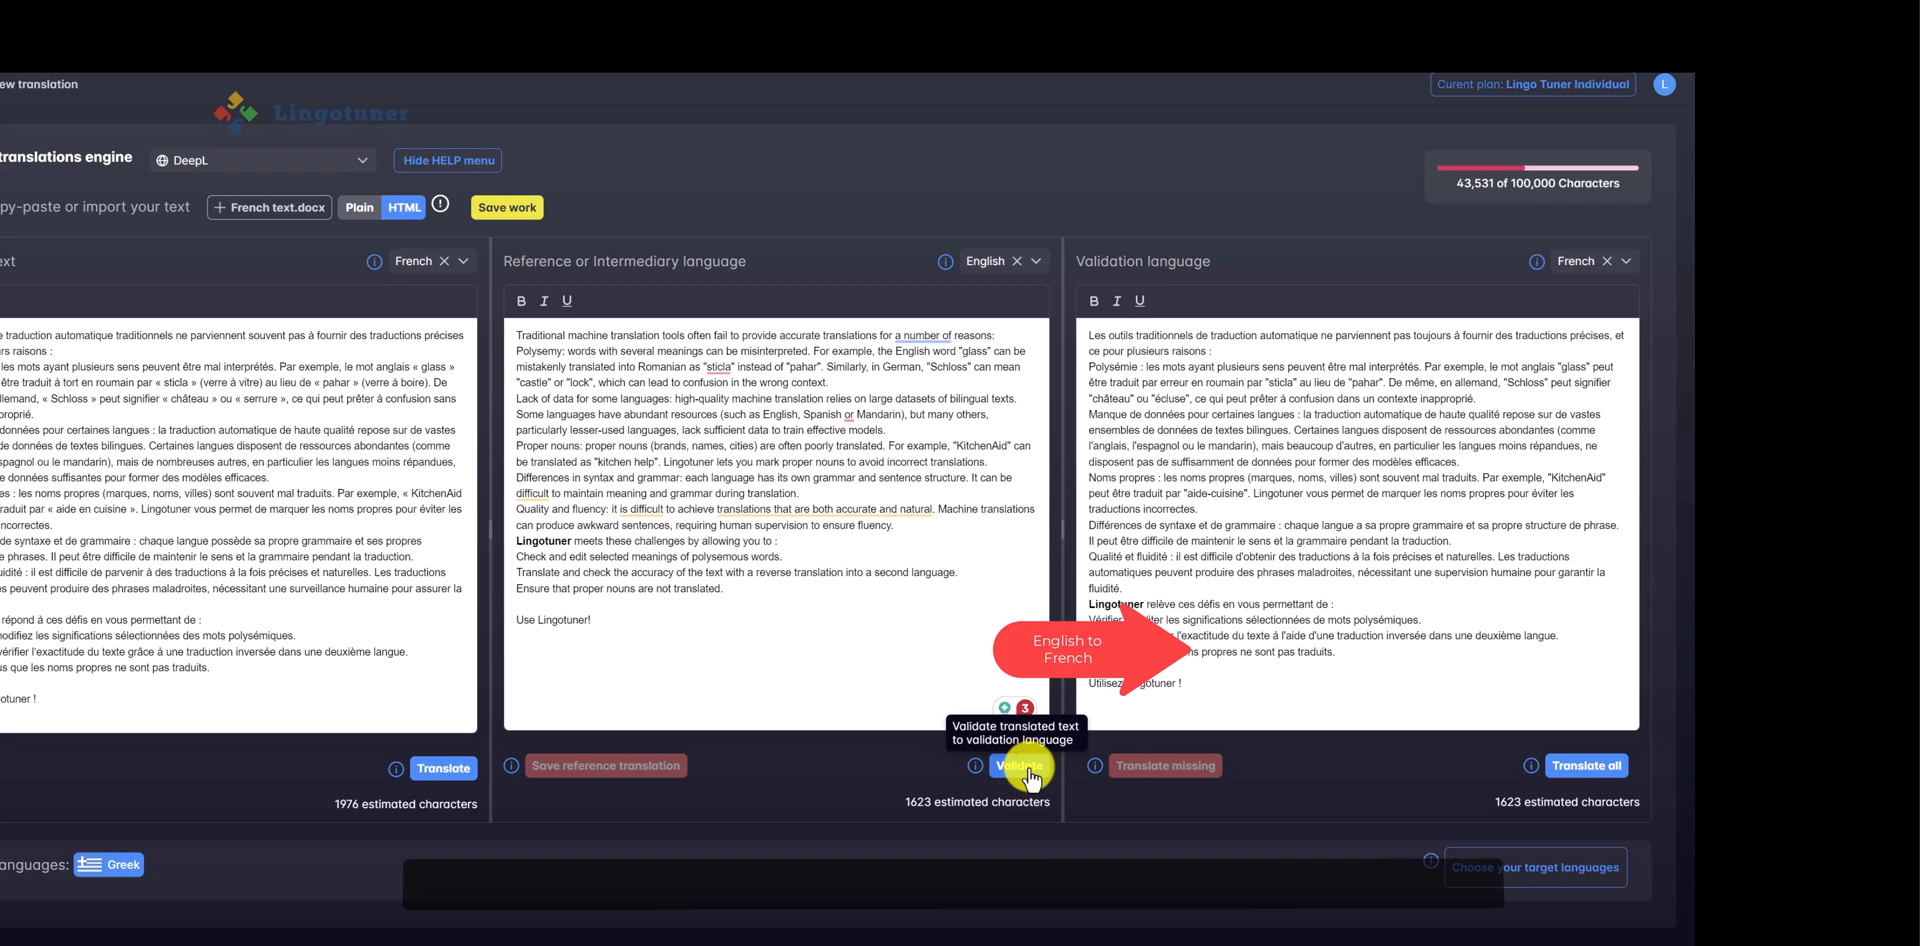 ew translation
Lingotuner
Curent plan: Lingo Tuner Individual
L
translations engine
DeepL
Hide HELP menu
43,531 of 100,000 Characters
py-paste or import your text
+ French text.docx
Plain
HTML
Save work
ext
French
Reference or Intermediary language
English
Validation language
French
B I U
B I U
e traduction automatique traditionnels ne parviennent souvent pas à fournir des traductions précises
rs raisons :
les mots ayant plusieurs sens peuvent être mal interprétés. Par exemple, le mot anglais « glass »
être traduit à tort en roumain par « sticla » (verre à vitre) au lieu de « pahar » (verre à boire). De
llemand, « Schloss » peut signifier « château » ou « serrure », ce qui peut prêter à confusion sans
proprié.
données pour certaines langues : la traduction automatique de haute qualité repose sur de vastes
de données de textes bilingues. Certaines langues disposent de ressources abondantes (comme
spagnol ou le mandarin), mais de nombreuses autres, en particulier les langues moins répandues,
e données suffisantes pour former des modèles efficaces.
es : les noms propres (marques, noms, villes) sont souvent mal traduits. Par exemple, « KitchenAid
raduit par « aide en cuisine ». Lingotuner vous permet de marquer les noms propres pour éviter les
ncorrectes.
de syntaxe et de grammaire : chaque langue possède sa propre grammaire et ses propres
e phrases. Il peut être difficile de maintenir le sens et la grammaire pendant la traduction.
uidité : il est difficile de parvenir à des traductions à la fois précises et naturelles. Les traductions
es peuvent produire des phrases maladroites, nécessitant une surveillance humaine pour assurer la
répond à ces défis en vous permettant de :
nodifiez les significations sélectionnées des mots polysémiques.
vérifier l'exactitude du texte grâce à une traduction inversée dans une deuxième langue.
us que les noms propres ne sont pas traduits.
otuner !
Traditional machine translation tools often fail to provide accurate translations for a number of reasons:
Polysemy: words with several meanings can be misinterpreted. For example, the English word "glass" can be
mistakenly translated into Romanian as "sticla" instead of "pahar". Similarly, in German, "Schloss" can mean
"castle" or "lock", which can lead to confusion in the wrong context.
Lack of data for some languages: high-quality machine translation relies on large datasets of bilingual texts.
Some languages have abundant resources (such as English, Spanish or Mandarin), but many others,
particularly lesser-used languages, lack sufficient data to train effective models.
Proper nouns: proper nouns (brands, names, cities) are often poorly translated. For example, "KitchenAid" can
be translated as "kitchen help". Lingotuner lets you mark proper nouns to avoid incorrect translations.
Differences in syntax and grammar: each language has its own grammar and sentence structure. It can be
difficult to maintain meaning and grammar during translation.
Quality and fluency: it is difficult to achieve translations that are both accurate and natural. Machine translations
can produce awkward sentences, requiring human supervision to ensure fluency.
Lingotuner meets these challenges by allowing you to :
Check and edit selected meanings of polysemous words.
Translate and check the accuracy of the text with a reverse translation into a second language.
Ensure that proper nouns are not translated.
Use Lingotuner!
3
Les outils traditionnels de traduction automatique ne parviennent pas toujours à fournir des traductions précises, et
ce pour plusieurs raisons :
Polysémie : les mots ayant plusieurs sens peuvent être mal interprétés. Par exemple, le mot anglais "glass" peut
être traduit par erreur en roumain par "sticla" au lieu de "pahar". De même, en allemand, "Schloss" peut signifier
"château" ou "écluse", ce qui peut prêter à confusion dans un contexte inapproprié.
Manque de données pour certaines langues : la traduction automatique de haute qualité repose sur de vastes
ensembles de données de textes bilingues. Certaines langues disposent de ressources abondantes (comme
l'anglais, l'espagnol ou le mandarin), mais beaucoup d'autres, en particulier les langues moins répandues, ne
disposent pas de suffisamment de données pour former des modèles efficaces.
Noms propres : les noms propres (marques, noms, villes) sont souvent mal traduits. Par exemple, "KitchenAid"
peut être traduit par "aide-cuisine". Lingotuner vous permet de marquer les noms propres pour éviter les
traductions incorrectes.
Différences de syntaxe et de grammaire : chaque langue a sa propre grammaire et sa propre structure de phrase.
Il peut être difficile de maintenir le sens et la grammaire pendant la traduction.
Qualité et fluidité : il est difficile d'obtenir des traductions à la fois précises et naturelles. Les traductions
automatiques peuvent produire des phrases maladroites, nécessitant une supervision humaine pour garantir la
fluidité.
Lingotuner relève ces défis en vous permettant de :
Vérifier iter les significations sélectionnées des mots polysémiques.
l'exactitude du texte à l'aide d'une traduction inversée dans une deuxième langue.
ns propres ne sont pas traduits.
Utilisez gotuner !
English to
French
Validate translated text
to validation language
Translate
Save reference translation
Validate
Translate missing
Translate all
1976 estimated characters
1623 estimated characters
1623 estimated characters
anguages:
Greek
Choose your target languages